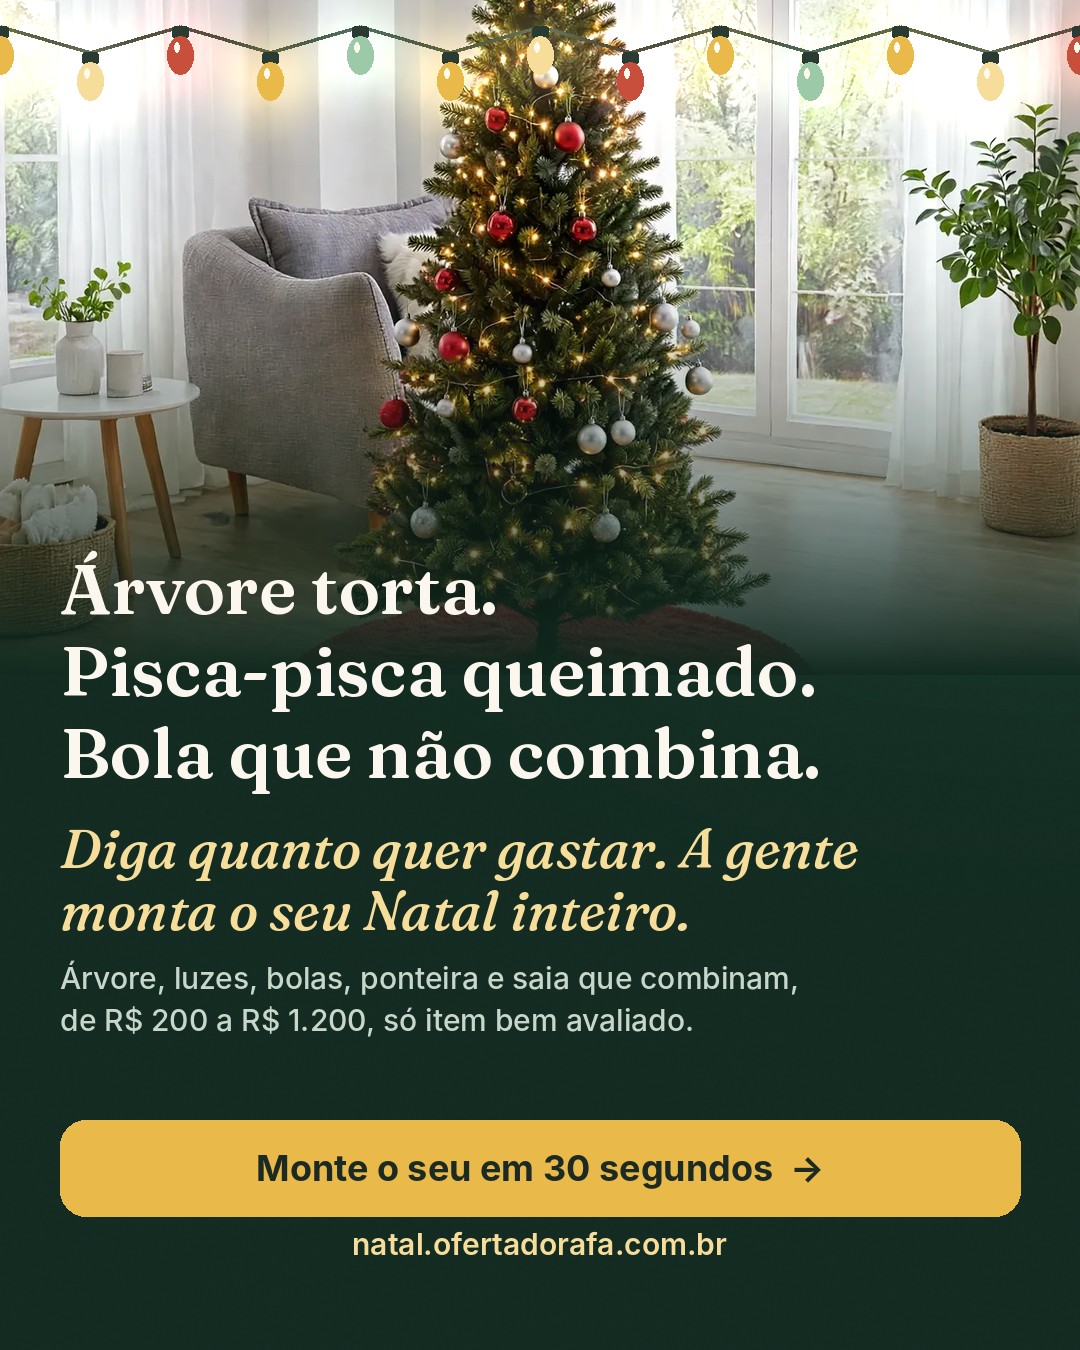 Árvore torta.
Pisca-pisca queimado.
Bola que não combina.
Diga quanto quer gastar. A gente
monta o seu Natal inteiro.
Árvore, luzes, bolas, ponteira e saia que combinam,
de R$ 200 a R$ 1.200, só item bem avaliado.
Monte o seu em 30 segundos →
natal.ofertadorafa.com.br